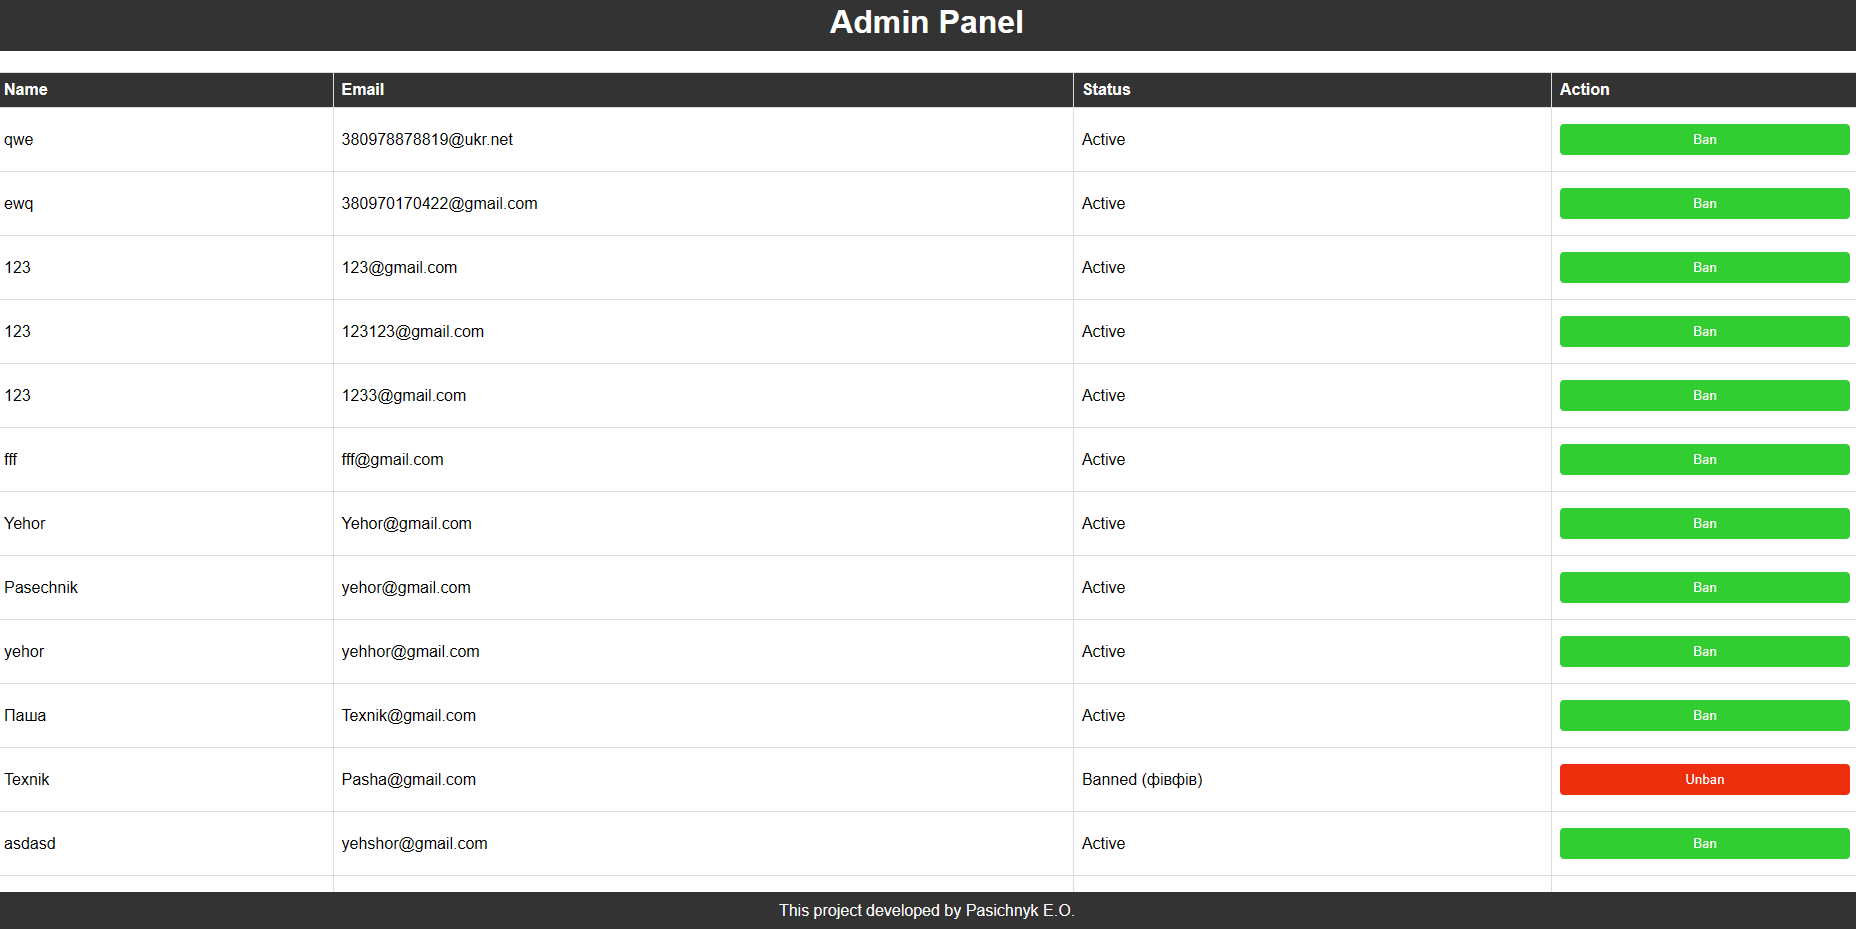 Admin Panel
Name Email Status Action
qwe 380978878819@ukr.net Active Ban
ewq 380970170422@gmail.com Active Ban
123 123@gmail.com Active Ban
123 123123@gmail.com Active Ban
123 1233@gmail.com Active Ban
fff fff@gmail.com Active Ban
Yehor Yehor@gmail.com Active Ban
Pasechnik yehor@gmail.com Active Ban
yehor yehhor@gmail.com Active Ban
Паша Texnik@gmail.com Active Ban
Texnik Pasha@gmail.com Banned (фівфів) Unban
asdasd yehshor@gmail.com Active Ban
This project developed by Pasichnyk E.O.